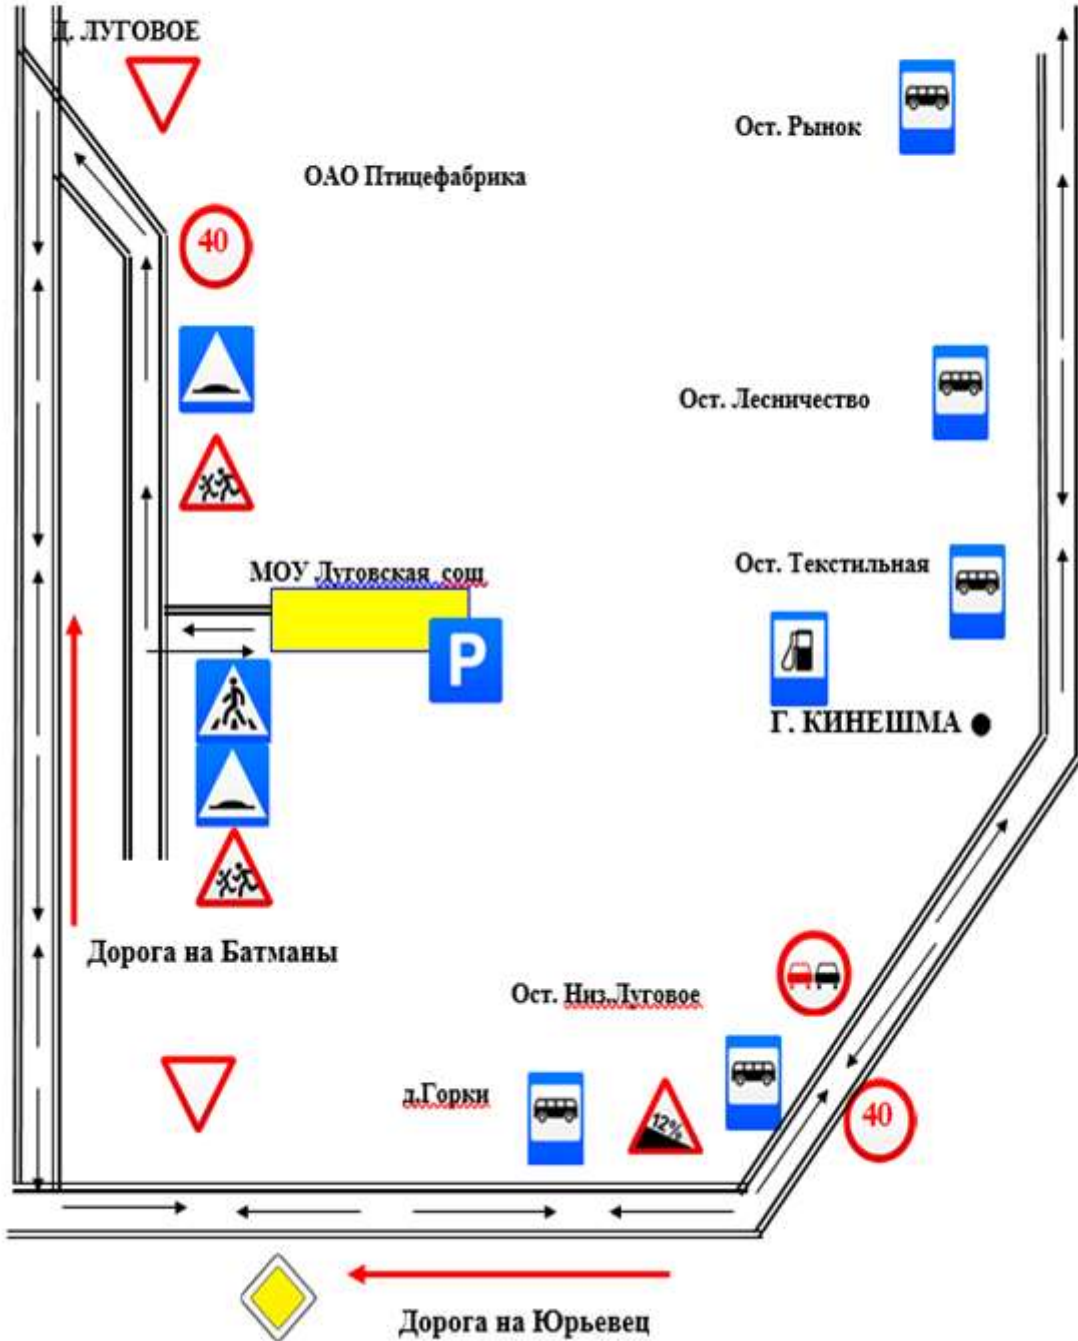 Д. ЛУГОВОЕ
Ост. Рынок
ОАО Птицефабрика
40
Ост. Лесничество
МОУ Луговская сош
Ост. Текстильная
P
Г. КИНЕШМА
Дорога на Батманы
Ост. Низ.Луговое
д.Горки
12%
40
Дорога на Юрьевец